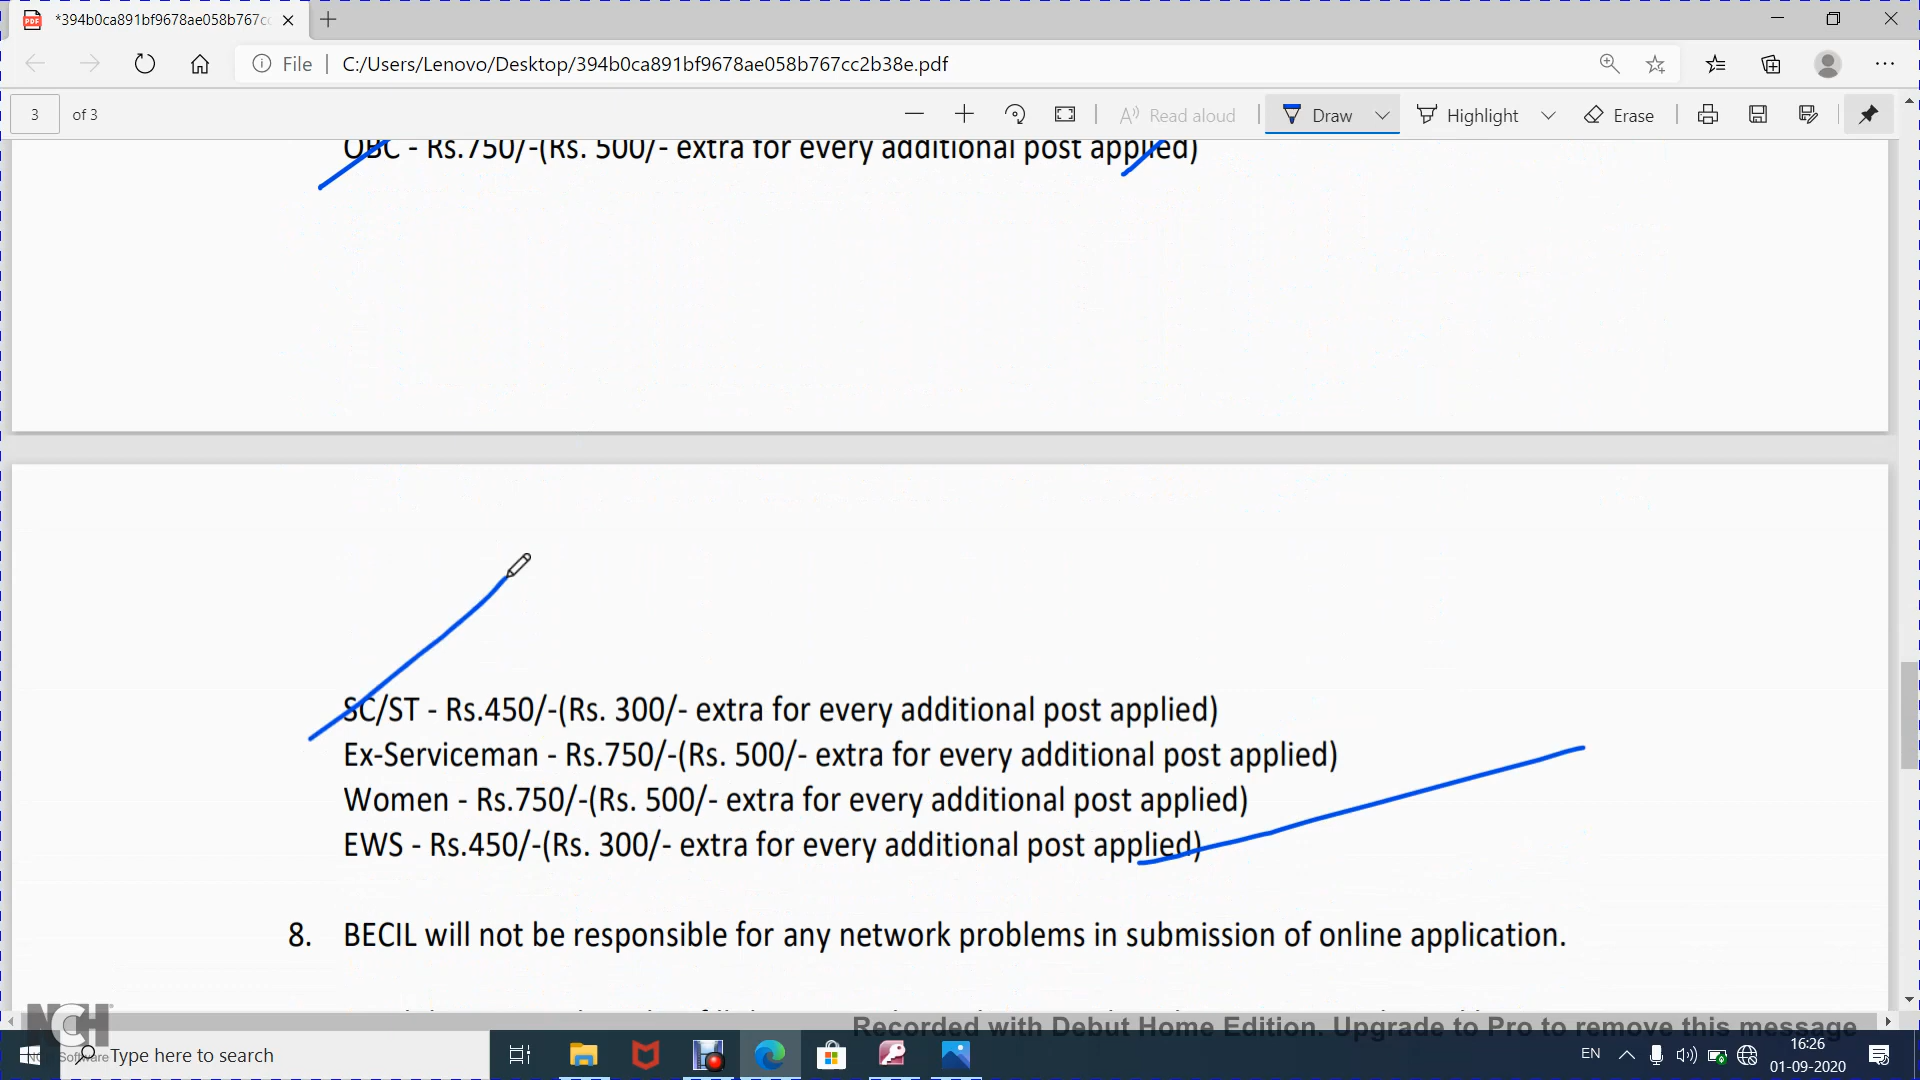 *394b0ca891bf9678ae058b767cc
File | C:/Users/Lenovo/Desktop/394b0ca891bf9678ae058b767cc2b38e.pdf
3 of 3 Read aloud Draw Highlight Erase
OBC - Rs.750/-(Rs. 500/- extra for every additional post applied)
SC/ST - Rs.450/-(Rs. 300/- extra for every additional post applied)
Ex-Serviceman - Rs.750/-(Rs. 500/- extra for every additional post applied)
Women - Rs.750/-(Rs. 500/- extra for every additional post applied)
EWS - Rs.450/-(Rs. 300/- extra for every additional post applied)
8. BECIL will not be responsible for any network problems in submission of online application.
NCH
Recorded with Debut Home Edition. Upgrade to Pro to remove this message
NCH Software
Type here to search
EN
16:26
01-09-2020